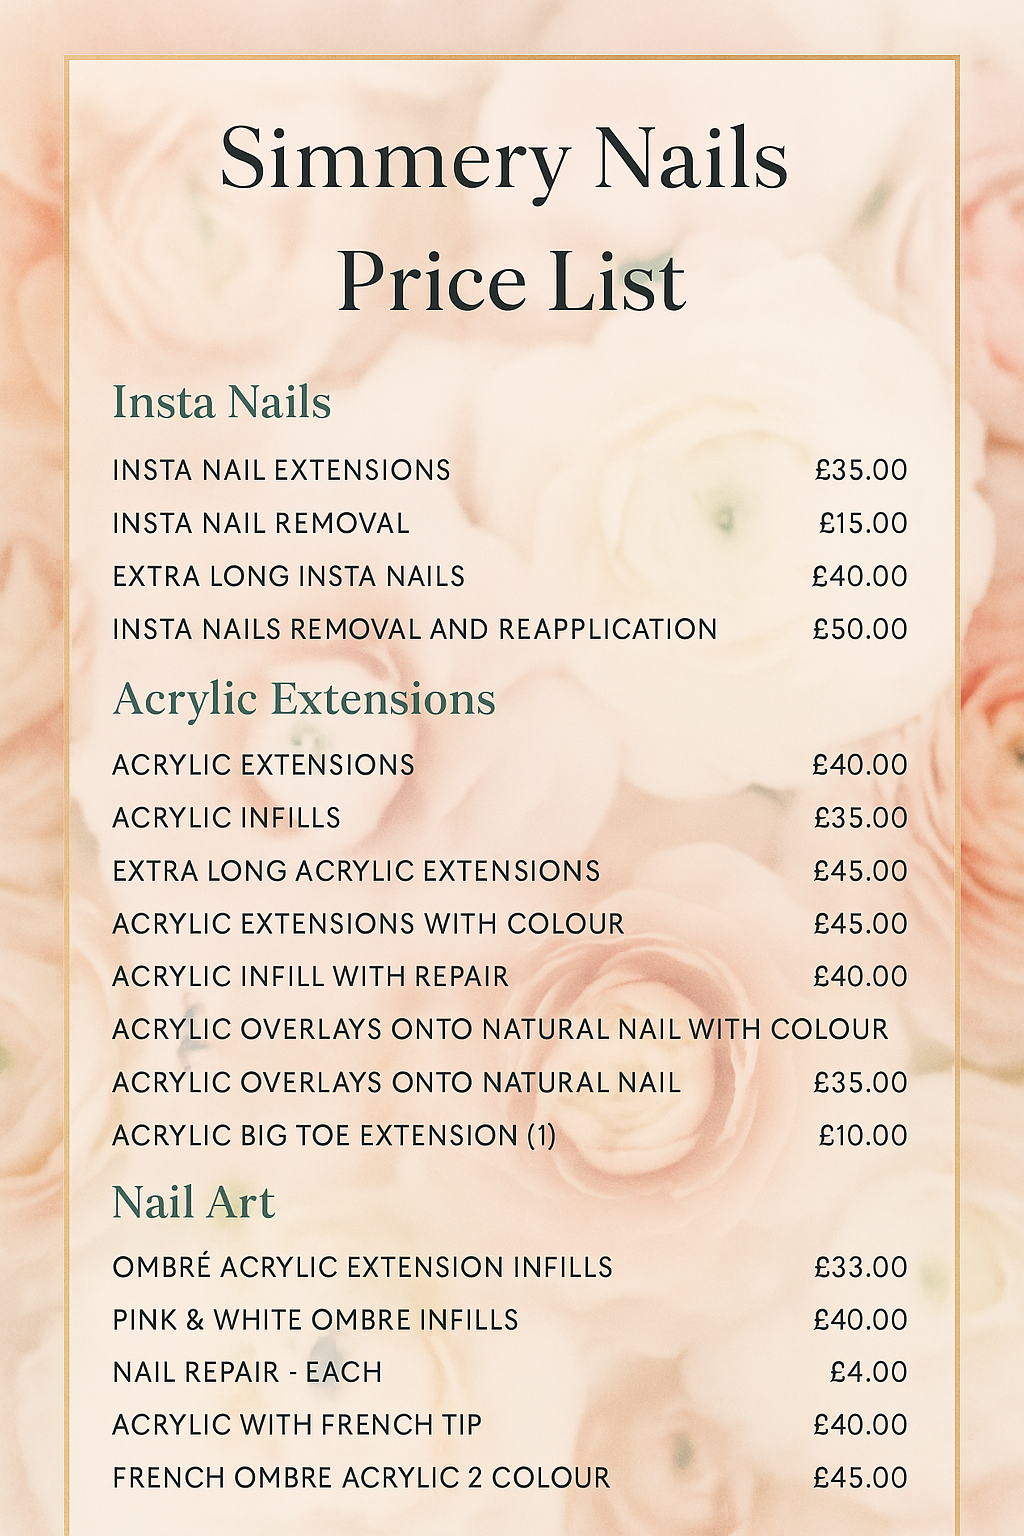 Simmery Nails
Price List
Insta Nails
INSTA NAIL EXTENSIONS £35.00
INSTA NAIL REMOVAL £15.00
EXTRA LONG INSTA NAILS £40.00
INSTA NAILS REMOVAL AND REAPPLICATION £50.00
Acrylic Extensions
ACRYLIC EXTENSIONS £40.00
ACRYLIC INFILLS £35.00
EXTRA LONG ACRYLIC EXTENSIONS £45.00
ACRYLIC EXTENSIONS WITH COLOUR £45.00
ACRYLIC INFILL WITH REPAIR £40.00
ACRYLIC OVERLAYS ONTO NATURAL NAIL WITH COLOUR
ACRYLIC OVERLAYS ONTO NATURAL NAIL £35.00
ACRYLIC BIG TOE EXTENSION (1) £10.00
Nail Art
OMBRÉ ACRYLIC EXTENSION INFILLS £33.00
PINK & WHITE OMBRE INFILLS £40.00
NAIL REPAIR - EACH £4.00
ACRYLIC WITH FRENCH TIP £40.00
FRENCH OMBRE ACRYLIC 2 COLOUR £45.00